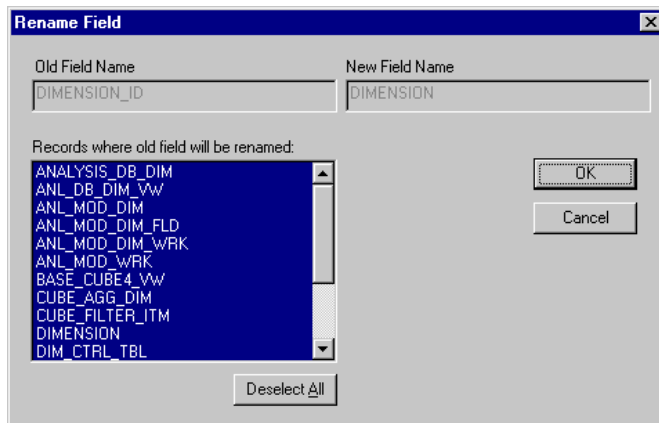 Rename Field
Old Field Name
New Field Name
DIMENSION_ID
DIMENSION
Records where old field will be renamed:
ANALYSIS_DB_DIM
ANL_DB_DIM_VW
ANL_MOD_DIM
ANL_MOD_DIM_FLD
ANL_MOD_DIM_WRK
ANL_MOD_WRK
BASE_CUBE4_VW
CUBE_AGG_DIM
CUBE_FILTER_ITM
DIMENSION
DIM_CTRL_TBL
OK
Cancel
Deselect All